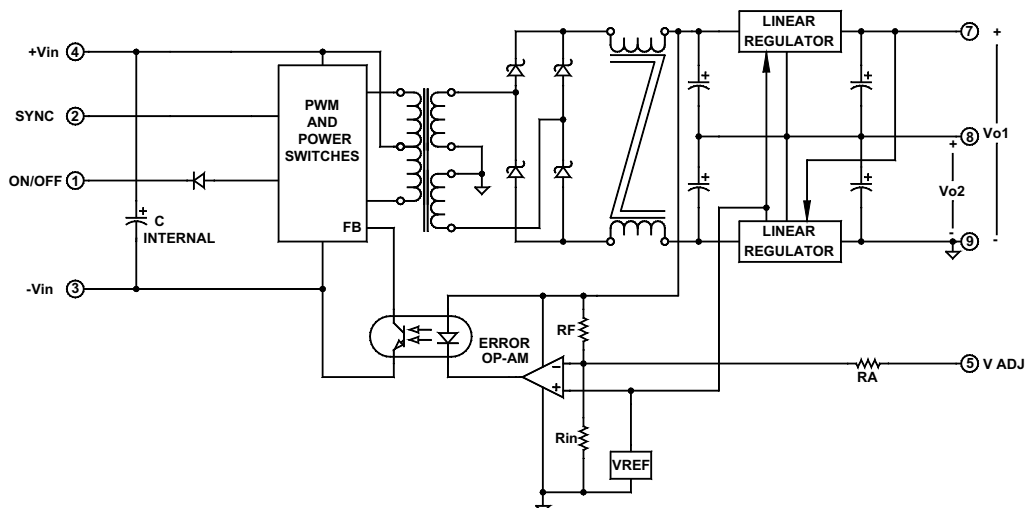 +Vin 4
SYNC 2
ON/OFF 1
-Vin 3
+
C
INTERNAL
PWM
AND
POWER
SWITCHES
FB
LINEAR
REGULATOR
7
+
+
+
8
Vo1
+
+
+
Vo2
LINEAR
REGULATOR
-
-
9
ERROR
OP-AM
RF
−
+
5 V ADJ
RA
Rin
VREF